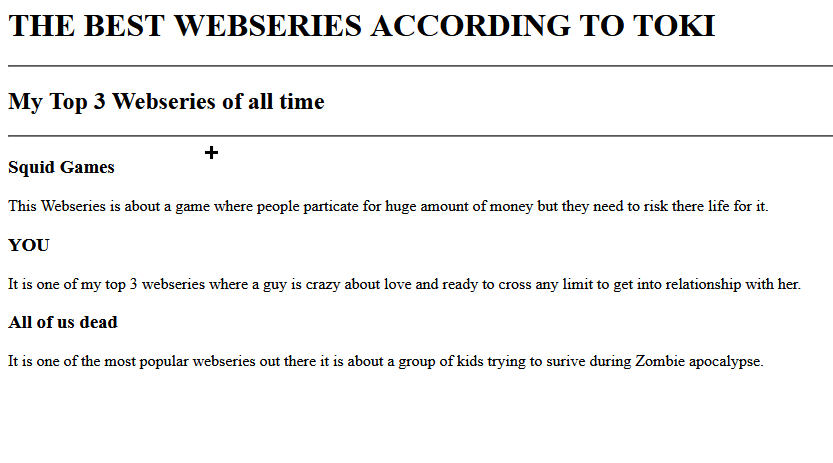 THE BEST WEBSERIES ACCORDING TO TOKI
My Top 3 Webseries of all time
Squid Games
This Webseries is about a game where people particate for huge amount of money but they need to risk there life for it.
YOU
It is one of my top 3 webseries where a guy is crazy about love and ready to cross any limit to get into relationship with her.
All of us dead
It is one of the most popular webseries out there it is about a group of kids trying to surive during Zombie apocalypse.